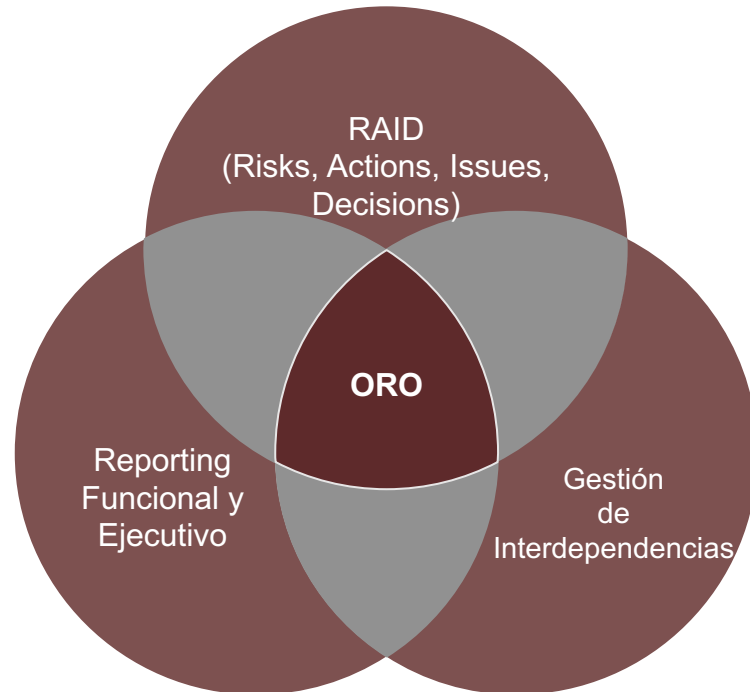 RAID
(Risks, Actions, Issues,
Decisions)
ORO
Reporting
Funcional y
Ejecutivo
Gestión
de
Interdependencias